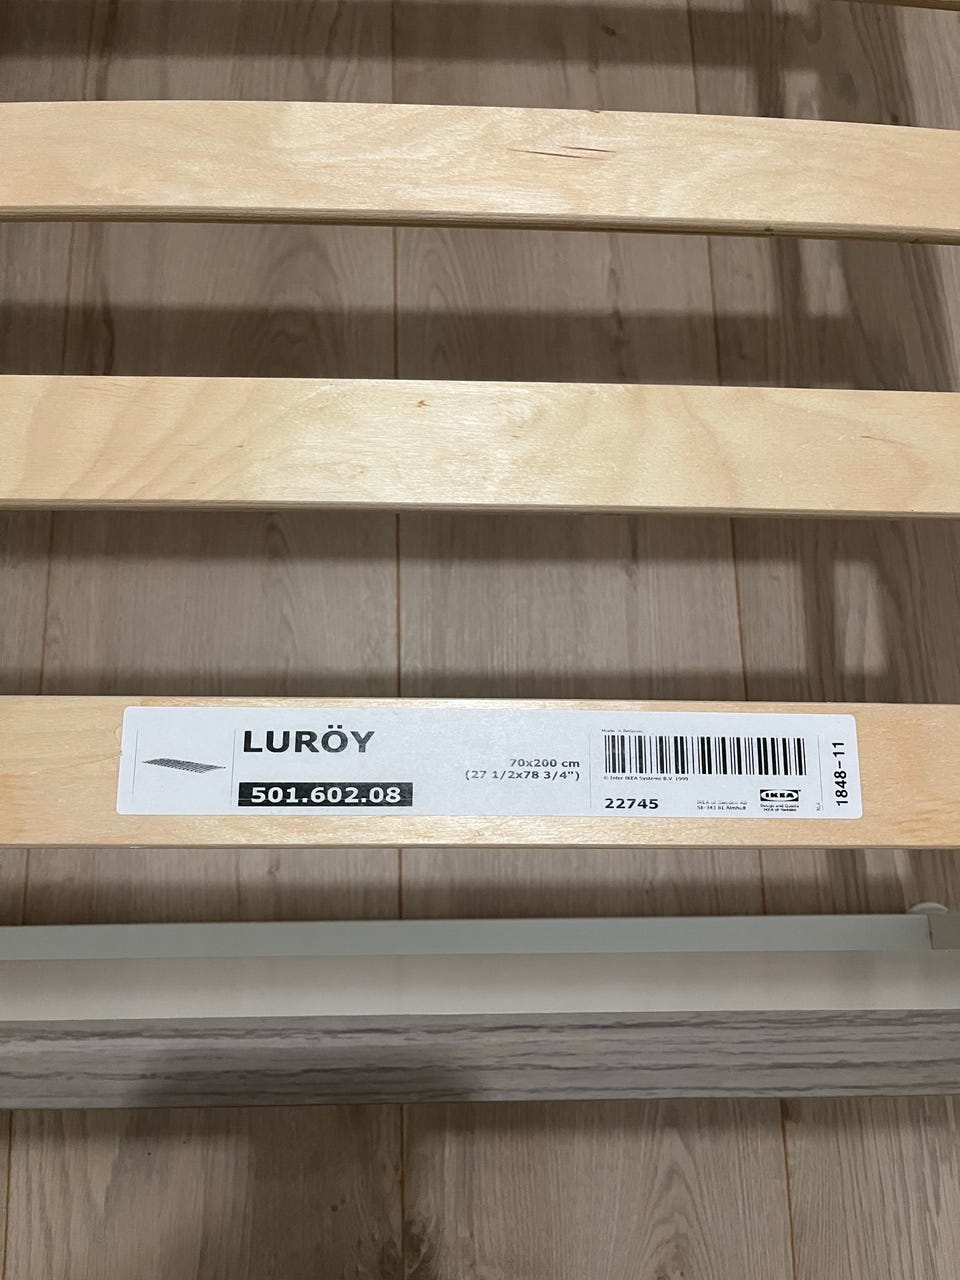 LURÖY
501.602.08
70x200 cm
(27 1/2x78 3/4")
Made in Belarus
© Inter IKEA Systems B.V. 1999
22745
IKEA of Sweden AB
SE-343 81 Älmhult
IKEA
Design and Quality
IKEA of Sweden
1848-11